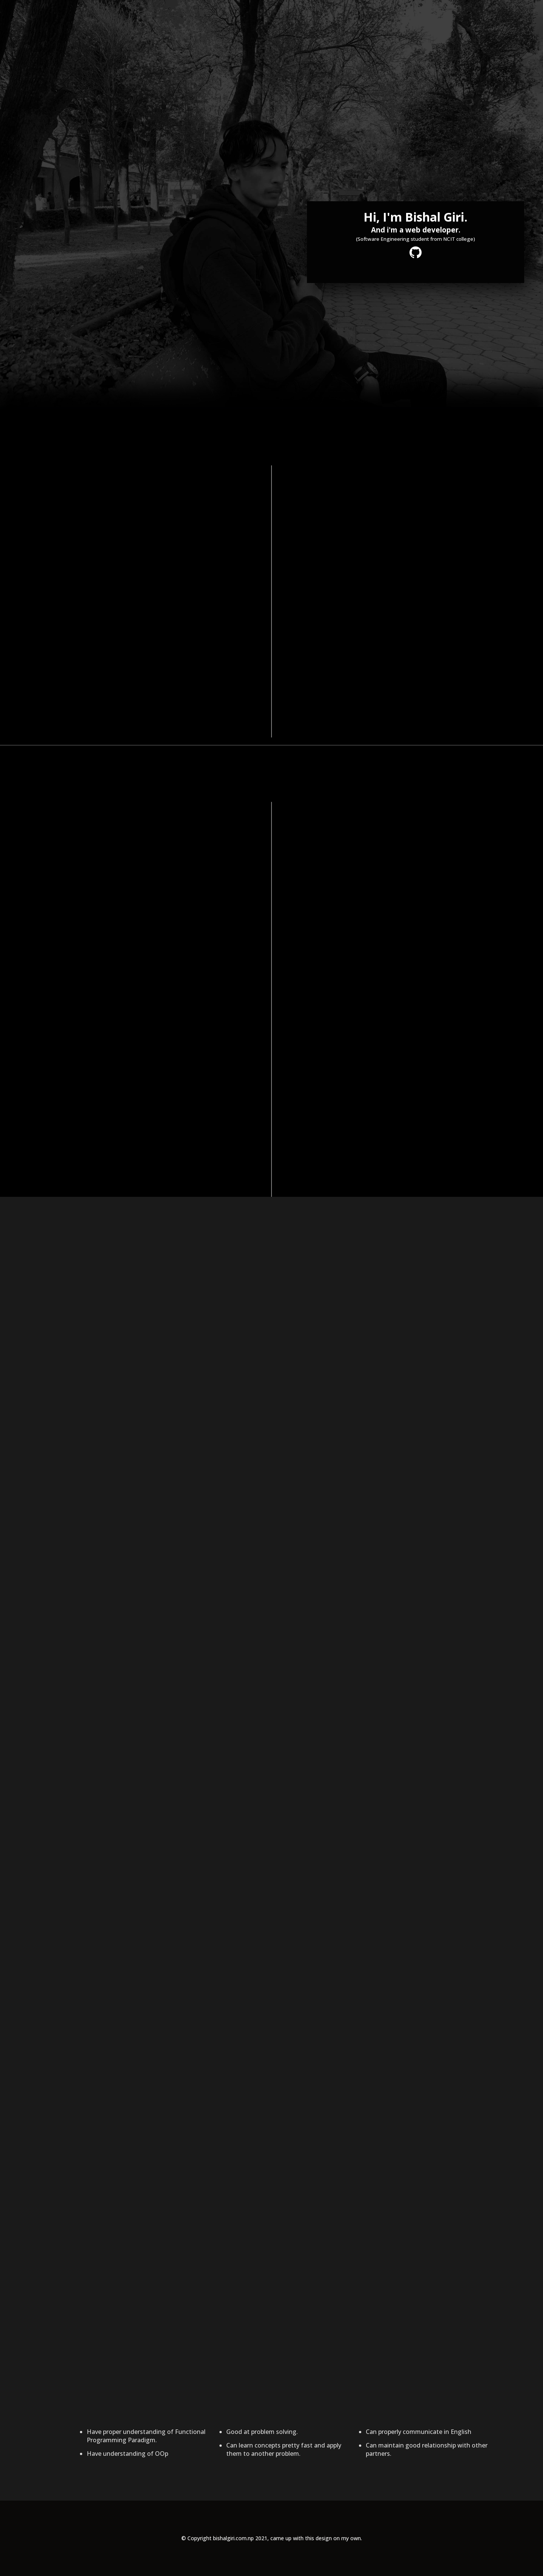 Hi, I'm Bishal Giri.
And i'm a web developer.
(Software Engineering student from NCIT college)
Have proper understanding of Functional
Programming Paradigm.
Have understanding of OOp
Good at problem solving.
Can learn concepts pretty fast and apply
them to another problem.
Can properly communicate in English
Can maintain good relationship with other
partners.
© Copyright bishalgiri.com.np 2021, came up with this design on my own.